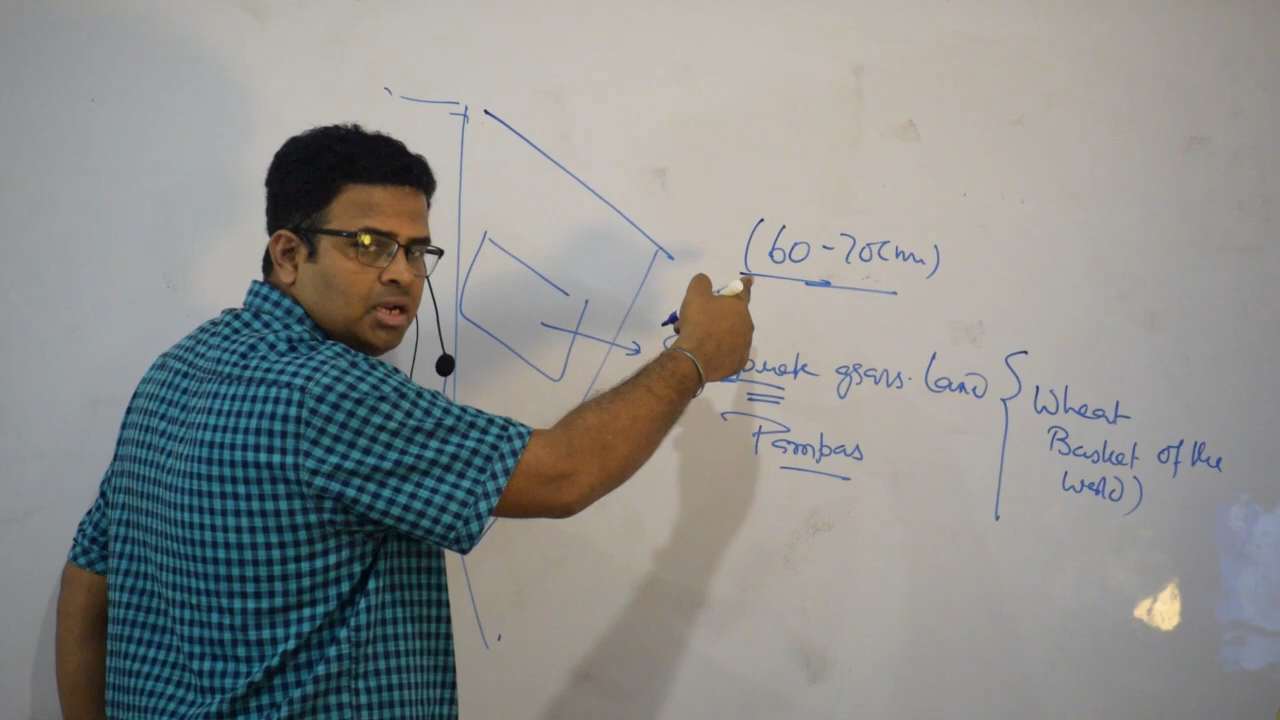 (60-70cm)
grass. land
Wheat
Basket of the
World)
Pampas